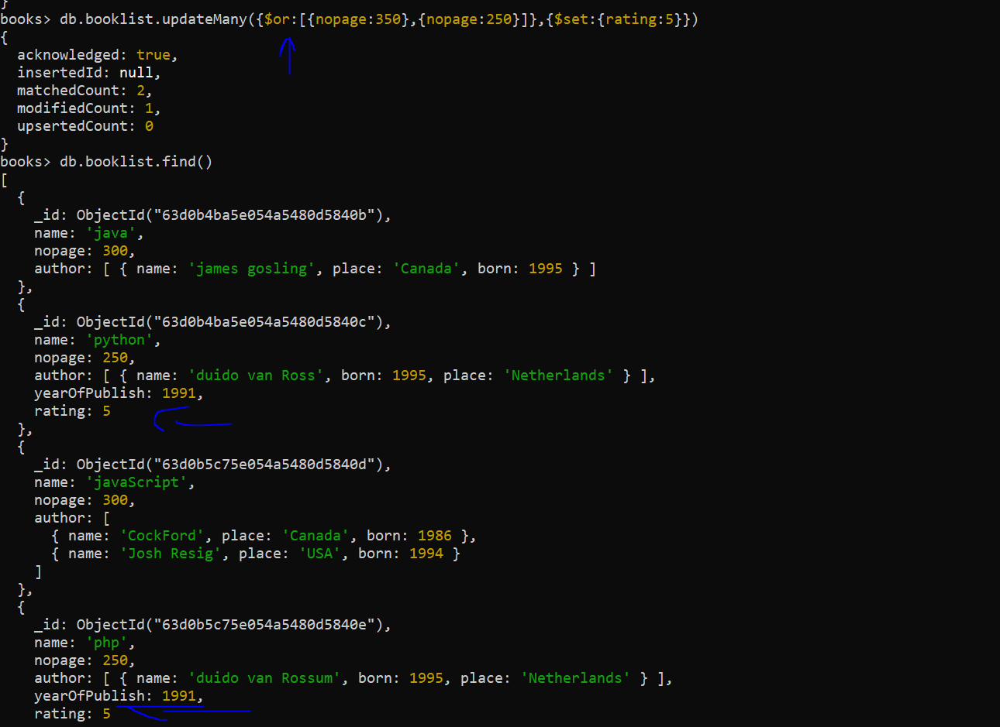 }
books> db.booklist.updateMany({$or:[{nopage:350},{nopage:250}]},{$set:{rating:5}})
{
  acknowledged: true,
  insertedId: null,
  matchedCount: 2,
  modifiedCount: 1,
  upsertedCount: 0
}
books> db.booklist.find()
[
  {
    _id: ObjectId("63d0b4ba5e054a5480d5840b"),
    name: 'java',
    nopage: 300,
    author: [ { name: 'james gosling', place: 'Canada', born: 1995 } ]
  },
  {
    _id: ObjectId("63d0b4ba5e054a5480d5840c"),
    name: 'python',
    nopage: 250,
    author: [ { name: 'duido van Ross', born: 1995, place: 'Netherlands' } ],
    yearOfPublish: 1991,
    rating: 5
  },
  {
    _id: ObjectId("63d0b5c75e054a5480d5840d"),
    name: 'javaScript',
    nopage: 300,
    author: [
      { name: 'CockFord', place: 'Canada', born: 1986 },
      { name: 'Josh Resig', place: 'USA', born: 1994 }
    ]
  },
  {
    _id: ObjectId("63d0b5c75e054a5480d5840e"),
    name: 'php',
    nopage: 250,
    author: [ { name: 'duido van Rossum', born: 1995, place: 'Netherlands' } ],
    yearOfPublish: 1991,
    rating: 5